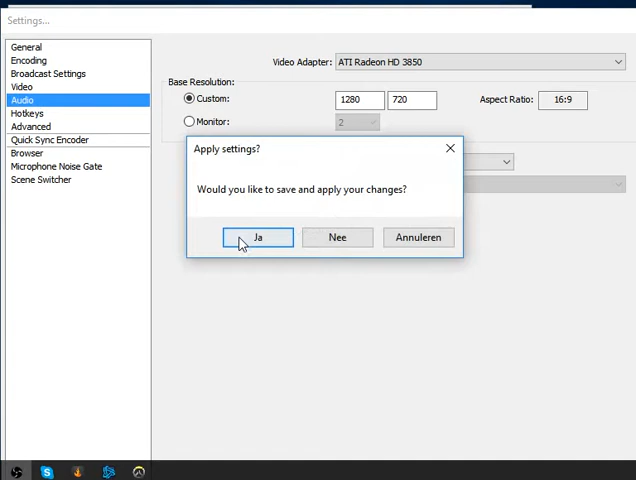 Settings...
General
Encoding
Broadcast Settings
Video
Audio
Hotkeys
Advanced
Quick Sync Encoder
Browser
Microphone Noise Gate
Scene Switcher
Video Adapter: ATI Radeon HD 3850
Base Resolution:
Custom: 1280 720 Aspect Ratio: 16:9
Monitor: 2
Apply settings?
Would you like to save and apply your changes?
Ja Nee Annuleren